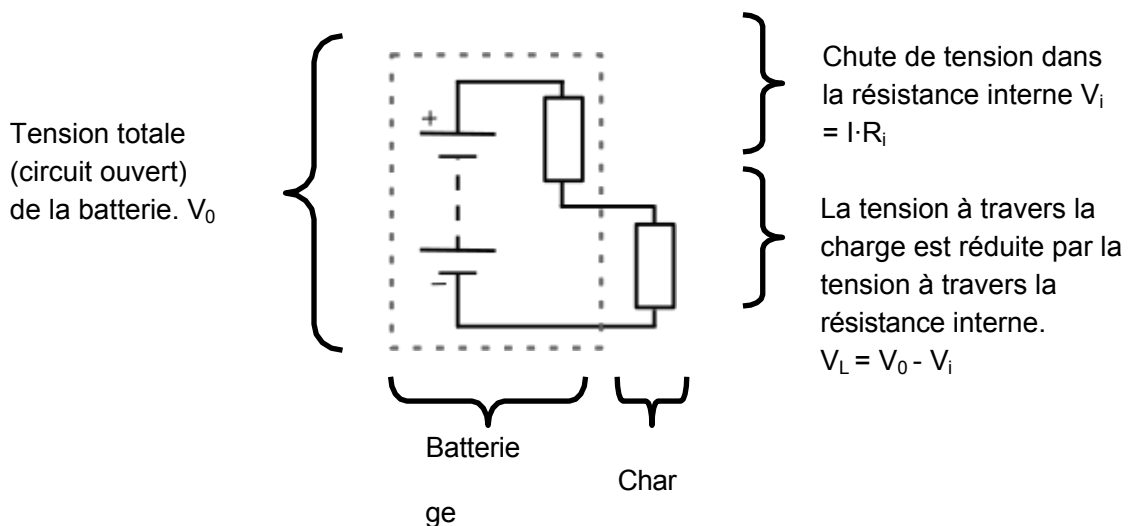 Tension totale
(circuit ouvert)
de la batterie. V₀
+
−
Chute de tension dans
la résistance interne Vᵢ
= I·Rᵢ
La tension à travers la
charge est réduite par la
tension à travers la
résistance interne.
V_L = V₀ - Vᵢ
Batterie
Char
ge